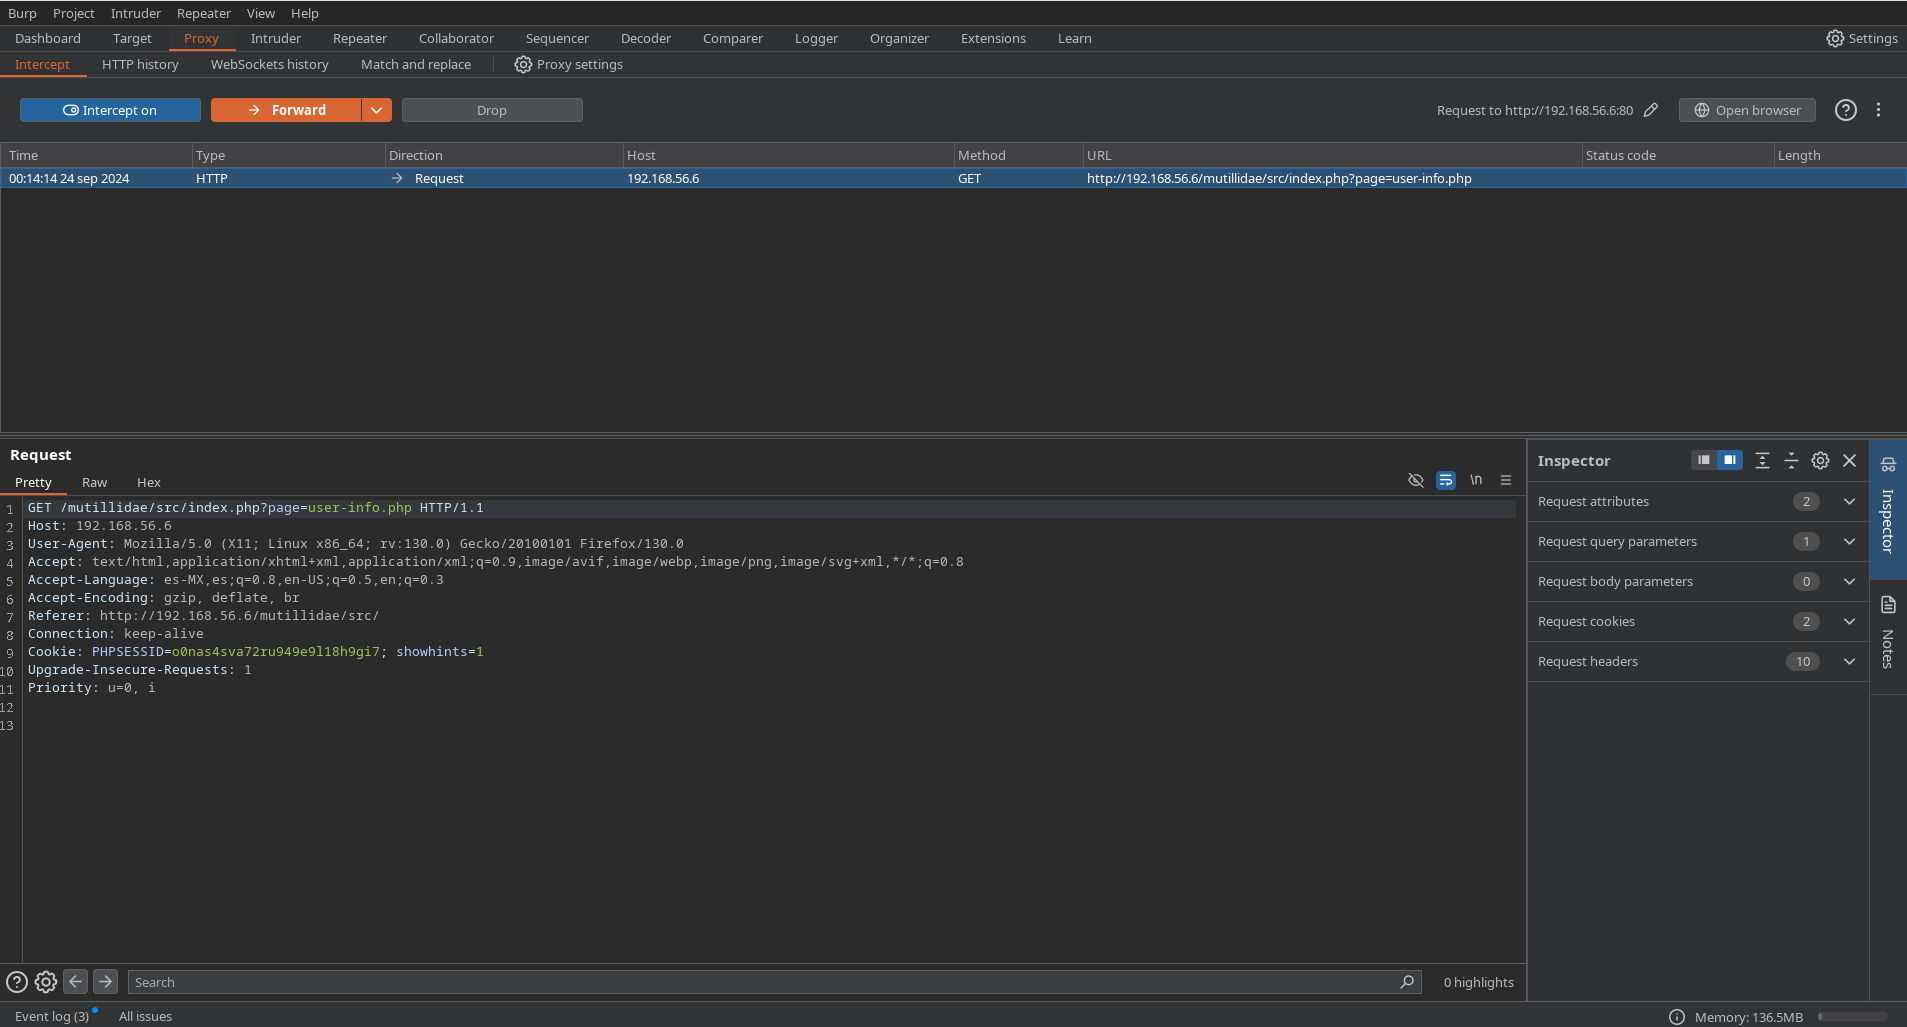 Burp Project Intruder Repeater View Help
Dashboard Target Proxy Intruder Repeater Collaborator Sequencer Decoder Comparer Logger Organizer Extensions Learn Settings
Intercept HTTP history WebSockets history Match and replace Proxy settings
Intercept on Forward Drop Request to http://192.168.56.6:80 Open browser
Time Type Direction Host Method URL Status code Length
00:14:14 24 sep 2024 HTTP → Request 192.168.56.6 GET http://192.168.56.6/mutillidae/src/index.php?page=user-info.php
Request
Pretty Raw Hex \n
1 GET /mutillidae/src/index.php?page=user-info.php HTTP/1.1
2 Host: 192.168.56.6
3 User-Agent: Mozilla/5.0 (X11; Linux x86_64; rv:130.0) Gecko/20100101 Firefox/130.0
4 Accept: text/html,application/xhtml+xml,application/xml;q=0.9,image/avif,image/webp,image/png,image/svg+xml,*/*;q=0.8
5 Accept-Language: es-MX,es;q=0.8,en-US;q=0.5,en;q=0.3
6 Accept-Encoding: gzip, deflate, br
7 Referer: http://192.168.56.6/mutillidae/src/
8 Connection: keep-alive
9 Cookie: PHPSESSID=o0nas4sva72ru949e9l18h9gi7; showhints=1
10 Upgrade-Insecure-Requests: 1
11 Priority: u=0, i
12
13
Inspector
Request attributes 2
Request query parameters 1
Request body parameters 0
Request cookies 2
Request headers 10
Inspector
Notes
Search 0 highlights
Event log (3) All issues Memory: 136.5MB